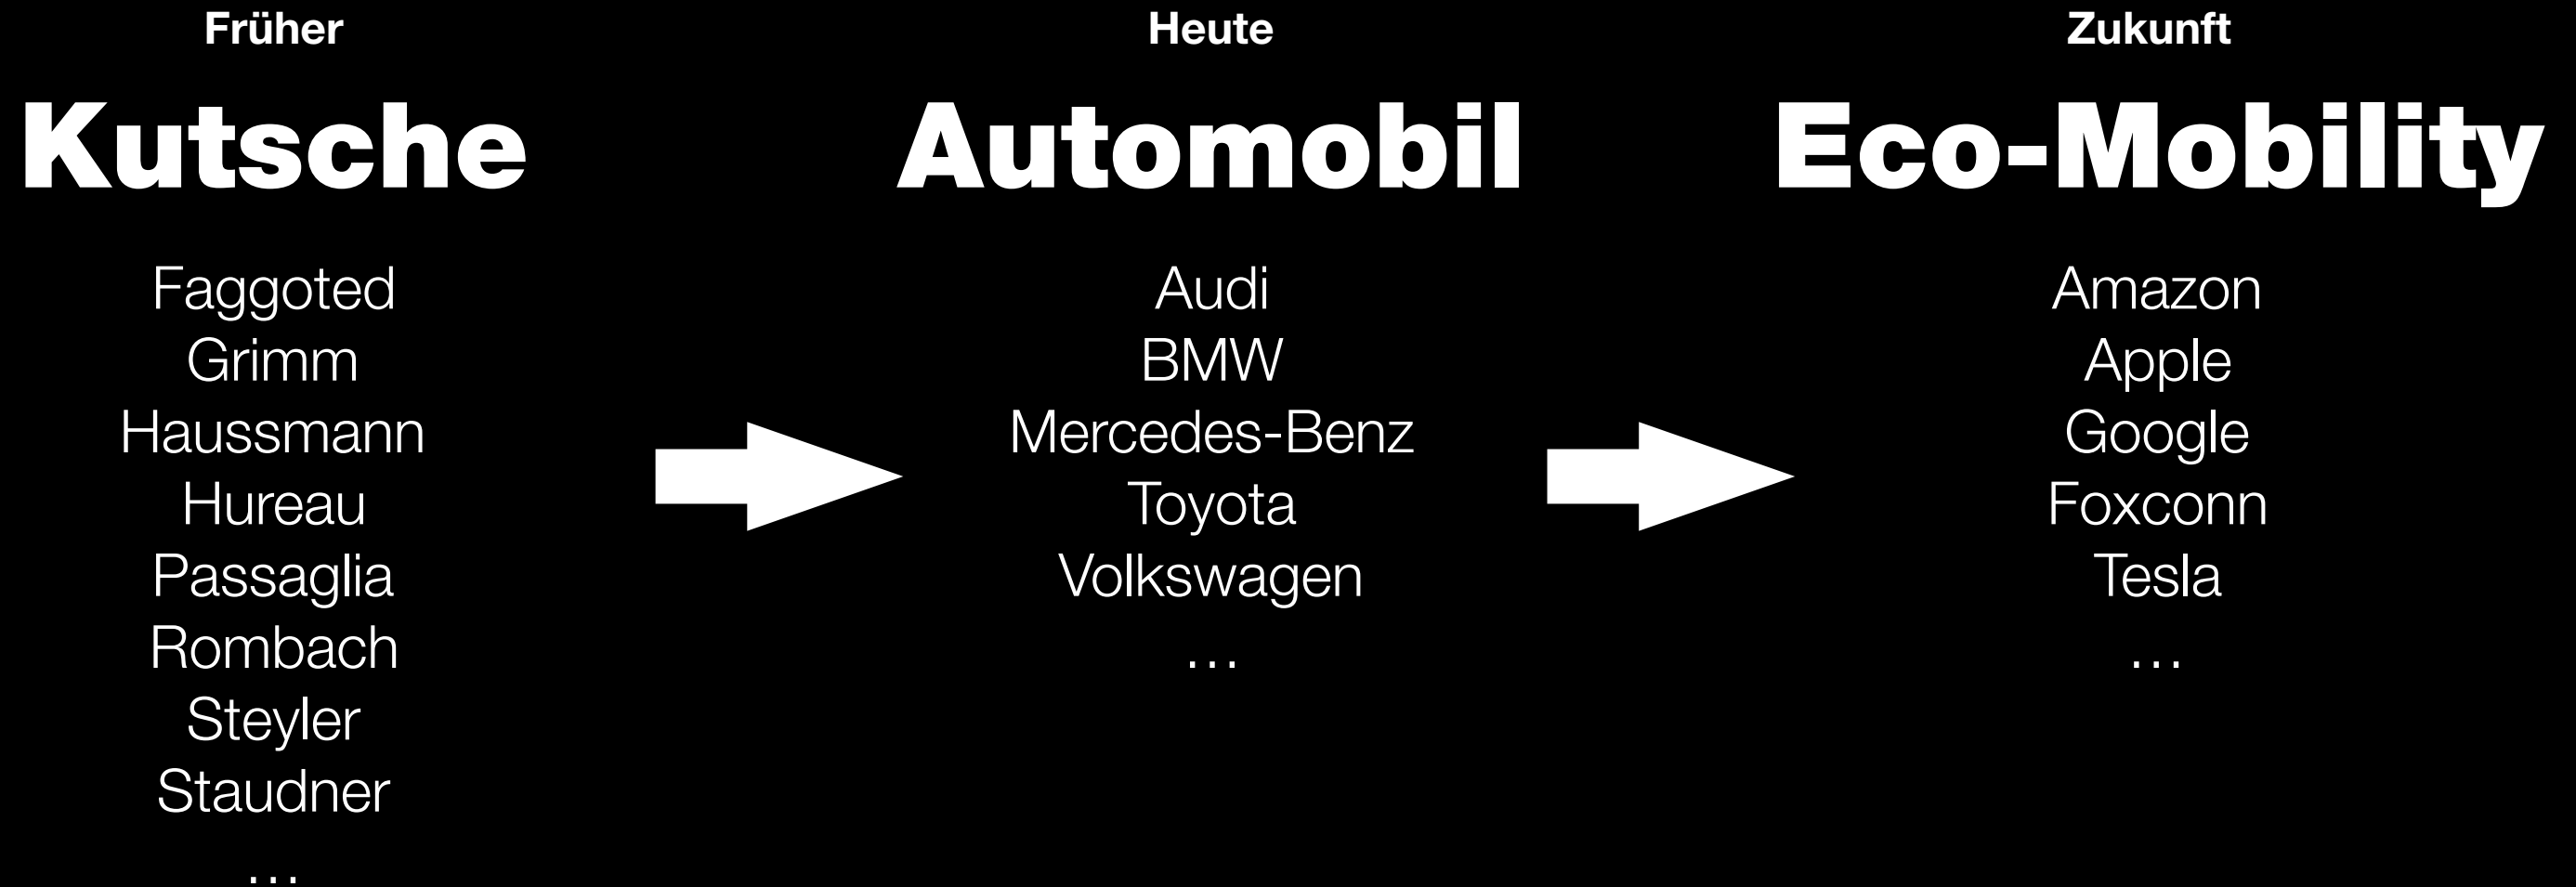 Früher
Kutsche
Faggoted
Grimm
Haussmann
Hureau
Passaglia
Rombach
Steyler
Staudner
…
Heute
Automobil
Audi
BMW
Mercedes-Benz
Toyota
Volkswagen
…
Zukunft
Eco-Mobility
Amazon
Apple
Google
Foxconn
Tesla
…